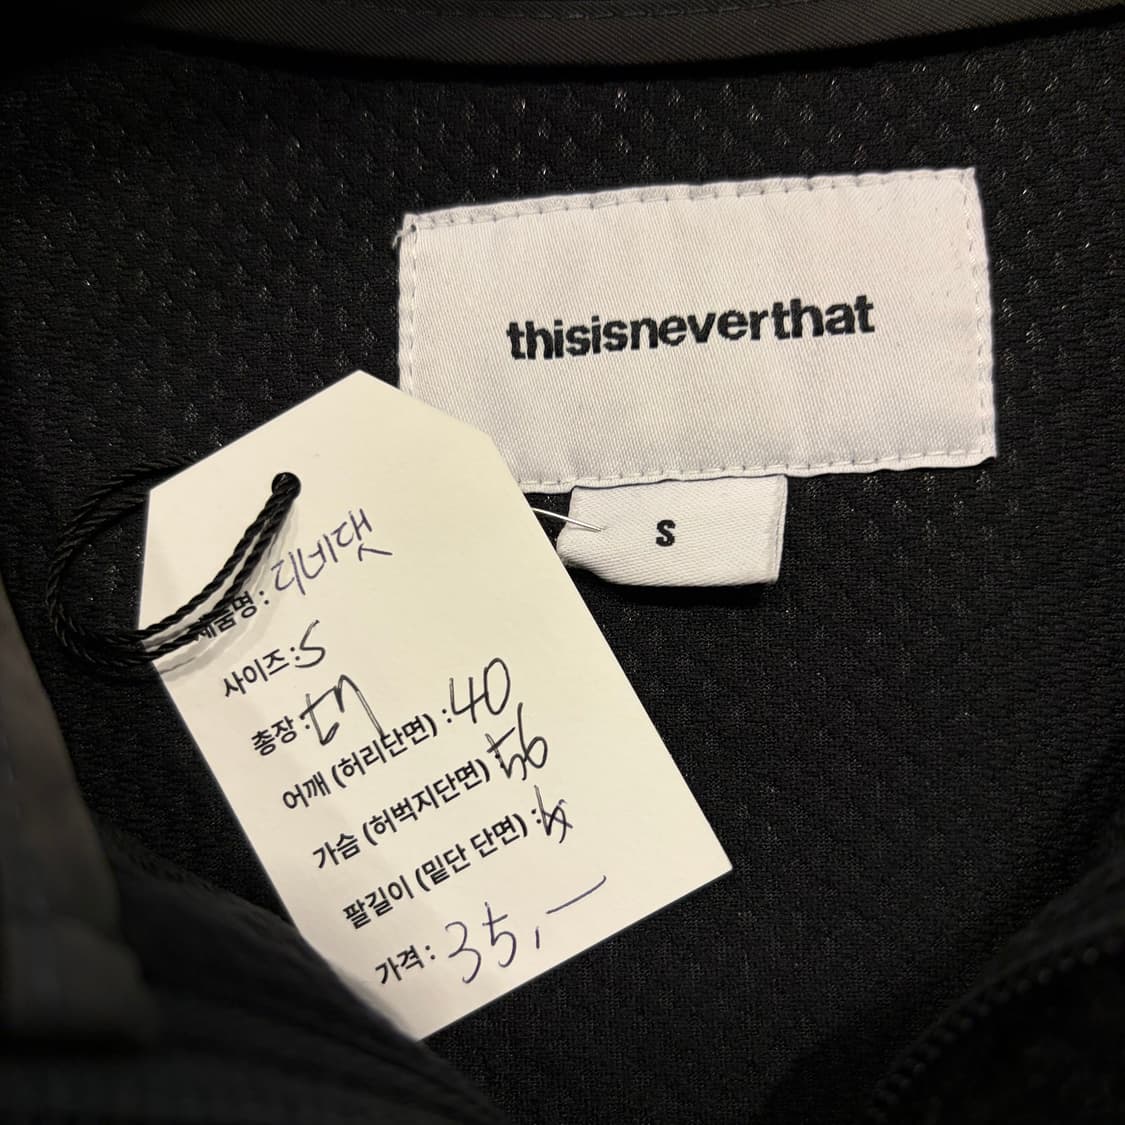 thisisneverthat
S
제품명: 디네댓
사이즈: S
총장:
어깨 (허리단면) : 40
가슴 (허벅지단면) 56
팔길이 (밑단 단면) :
가격: 35,-